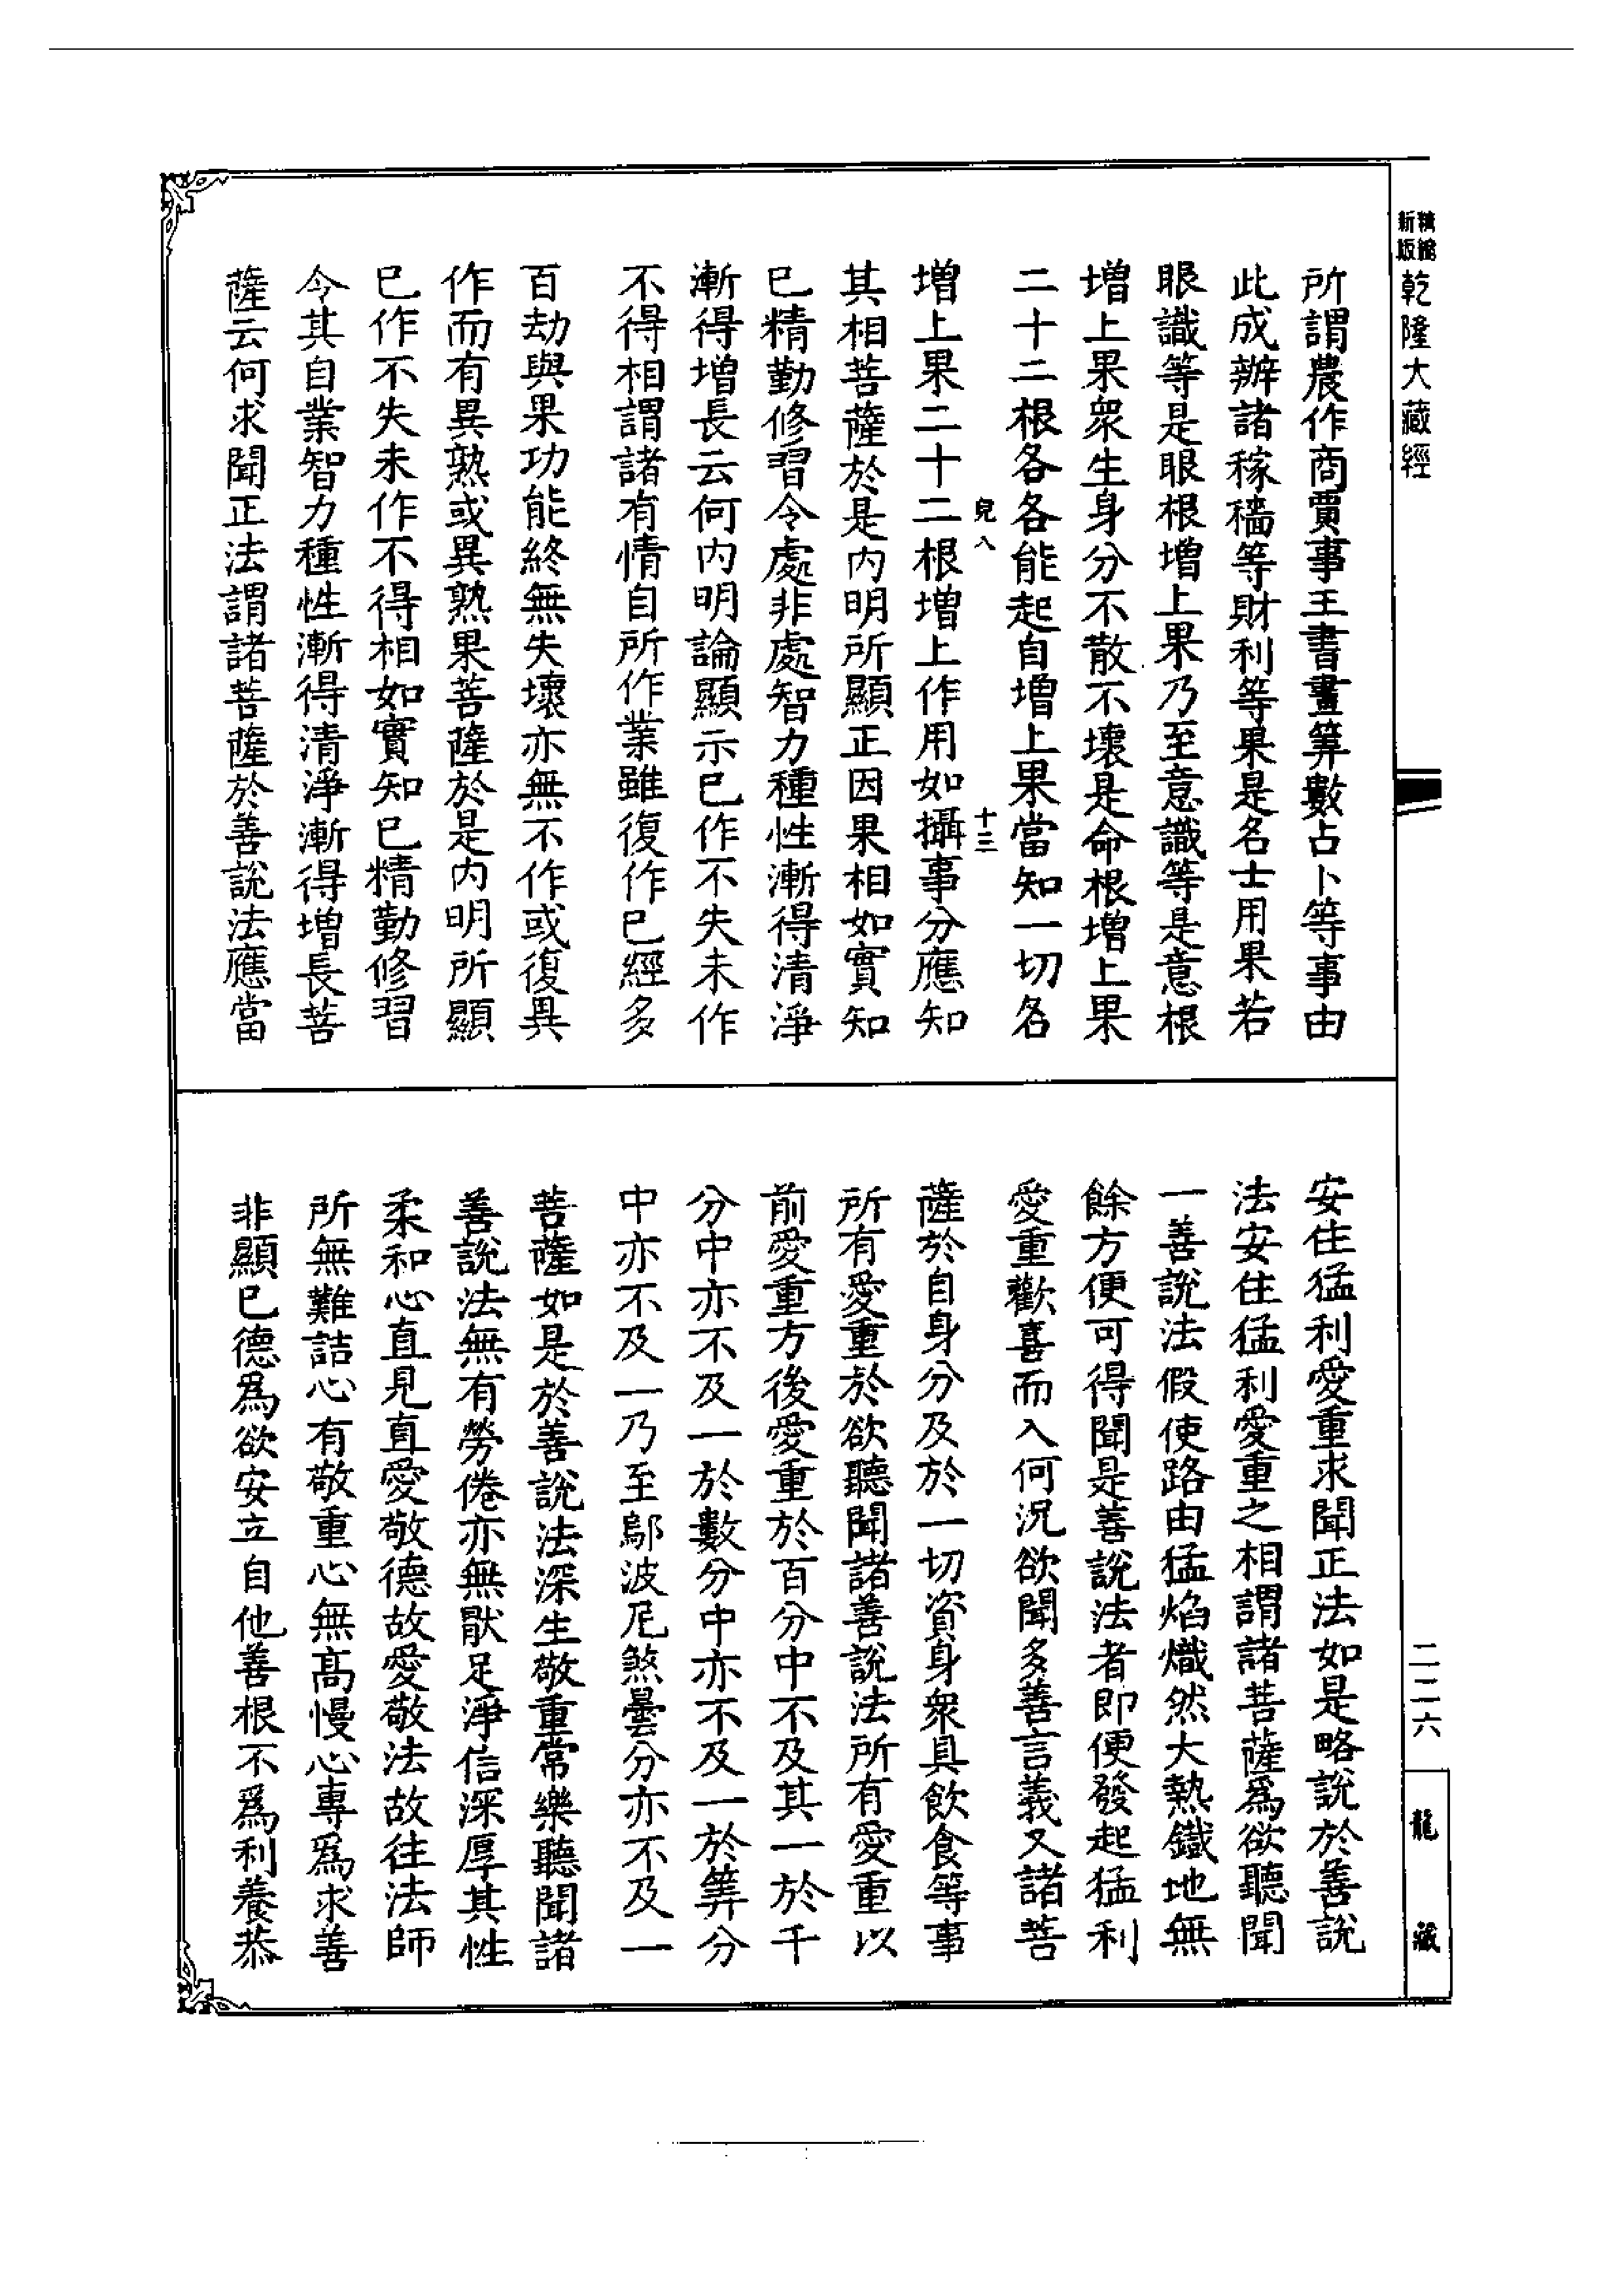 新版精縮
乾隆大藏經
所謂農作商賈事王書畫筭數占卜等事由
此成辦諸稼穡等財利等果是名士用果若
眼識等是眼根增上果乃至意識等是意根
增上果眾生身分不散不壞是命根增上果
二十二根各各能起自增上果當知一切各
兒八
十三
增上果二十二根增上作用如攝事分應知
其相菩薩於是內明所顯正因果相如實知
已精勤修習令處非處智力種性漸得清淨
漸得增長云何內明論顯示已作不失未作
不得相謂諸有情自所作業雖復作已經多
百劫與果功能終無失壞亦無不作或復異
作而有異熟或異熟果菩薩於是內明所顯
已作不失未作不得相如實知已精勤修習
令其自業智力種性漸得清淨漸得增長菩
薩云何求聞正法謂諸菩薩於善說法應當
安住猛利愛重求聞正法如是略說於善說
法安住猛利愛重之相謂諸菩薩為欲聽聞
一善說法假使路由猛焰熾然大熱鐵地無
餘方便可得聞是善說法者即便發起猛利
愛重歡喜而入何況欲聞多善言義又諸菩
薩於自身分及於一切資身眾具飲食等事
所有愛重於欲聽聞諸善說法所有愛重以
前愛重方後愛重於百分中不及其一於千
分中亦不及一於數分中亦不及一於筭分
中亦不及一乃至鄔波尼煞曇分亦不及一
菩薩如是於善說法深生敬重常樂聽聞諸
善說法無有勞倦亦無厭足淨信深厚其性
柔和心直見直愛敬德故愛敬法故往法師
所無難詰心有敬重心無高慢心專為求善
非顯已德為欲安立自他善根不為利養恭
二二六
龍藏